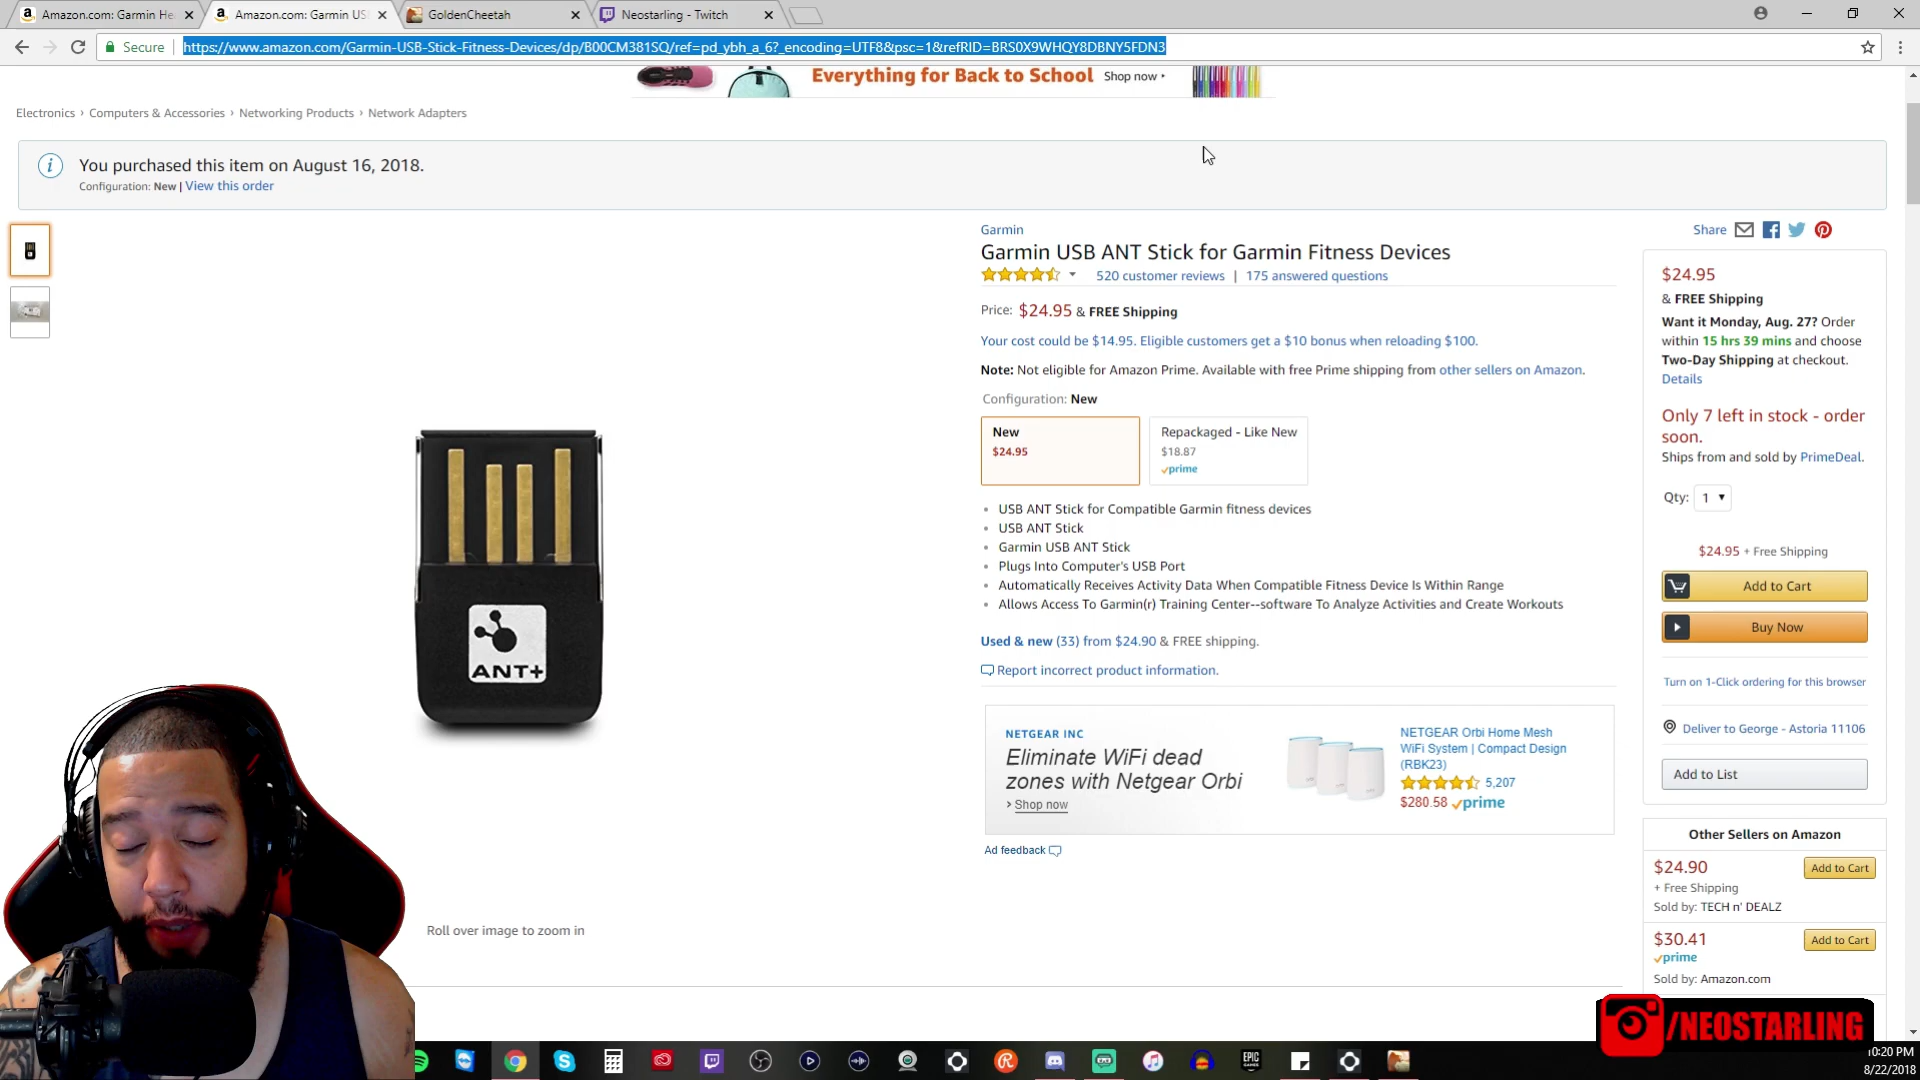 Amazon.com: Garmin He
Amazon.com: Garmin US
GoldenCheetah
Neostarling - Twitch
Secure
https://www.amazon.com/Garmin-USB-Stick-Fitness-Devices/dp/B00CM381SQ/ref=pd_ybh_a_6?_encoding=UTF8&psc=1&refRID=BRS0X9WHQY8DBNY5FDN3
Everything for Back to School Shop now
Electronics › Computers & Accessories › Networking Products › Network Adapters
You purchased this item on August 16, 2018.
Configuration: New | View this order
Garmin
Garmin USB ANT Stick for Garmin Fitness Devices
520 customer reviews | 175 answered questions
Price: $24.95 & FREE Shipping
Your cost could be $14.95. Eligible customers get a $10 bonus when reloading $100.
Note: Not eligible for Amazon Prime. Available with free Prime shipping from other sellers on Amazon.
Configuration: New
New
$24.95
Repackaged - Like New
$18.87
prime
USB ANT Stick for Compatible Garmin fitness devices
USB ANT Stick
Garmin USB ANT Stick
Plugs Into Computer's USB Port
Automatically Receives Activity Data When Compatible Fitness Device Is Within Range
Allows Access To Garmin(r) Training Center--software To Analyze Activities and Create Workouts
Used & new (33) from $24.90 & FREE shipping.
Report incorrect product information.
NETGEAR INC
Eliminate WiFi dead
zones with Netgear Orbi
› Shop now
NETGEAR Orbi Home Mesh
WiFi System | Compact Design
(RBK23)
5,207
$280.58 prime
Ad feedback
ANT+
Roll over image to zoom in
Share
$24.95
& FREE Shipping
Want it Monday, Aug. 27? Order
within 15 hrs 39 mins and choose
Two-Day Shipping at checkout.
Details
Only 7 left in stock - order
soon.
Ships from and sold by PrimeDeal.
Qty: 1
$24.95 + Free Shipping
Add to Cart
Buy Now
Turn on 1-Click ordering for this browser
Deliver to George - Astoria 11106
Add to List
Other Sellers on Amazon
$24.90
Add to Cart
+ Free Shipping
Sold by: TECH n' DEALZ
$30.41
Add to Cart
prime
Sold by: Amazon.com
/NEOSTARLING
EPIC
GAMES
10:20 PM
8/22/2018